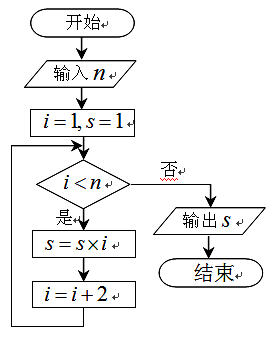 开始
输入 n
i = 1, s = 1
i < n
否
是
输出 s
s = s × i
结束
i = i + 2